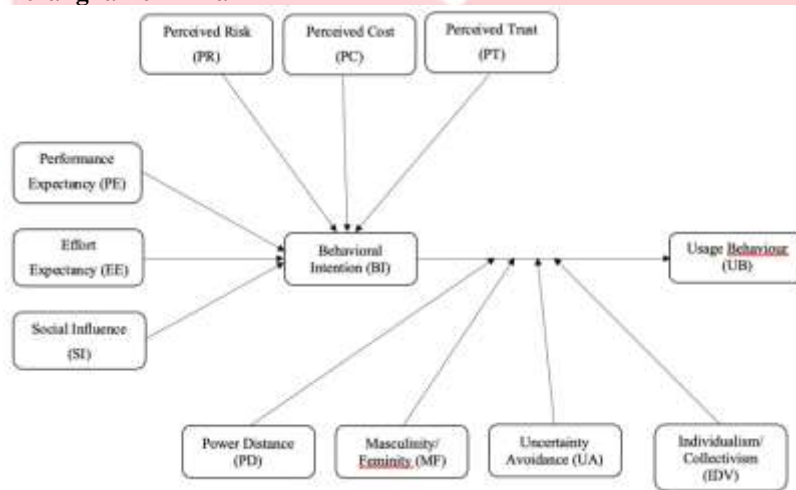 Perceived Risk
(PR)
Perceived Cost
(PC)
Perceived Trust
(PT)
Performance
Expectancy (PE)
Effort
Expectancy (EE)
Social Influence
(SI)
Behavioral
Intention (BI)
Usage Behaviour
(UB)
Power Distance
(PD)
Masculinity/
Feminity (MF)
Uncertainty
Avoidance (UA)
Individualism/
Collectivism
(IDV)